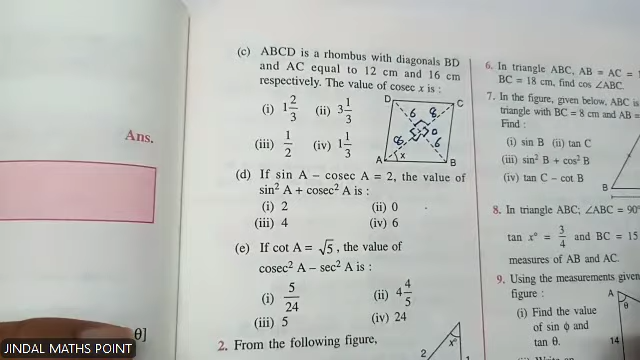 (c) ABCD is a rhombus with diagonals BD
and AC equal to 12 cm and 16 cm
respectively. The value of cosec x is :
(i) 1 2/3 (ii) 3 1/3
(iii) 1/2 (iv) 1 1/3
D C
6 8
0
8 6
A x B
Ans.
(d) If sin A – cosec A = 2, the value of
sin² A + cosec² A is :
(i) 2 (ii) 0
(iii) 4 (iv) 6
(e) If cot A = √5, the value of
cosec² A – sec² A is :
(i) 5/24 (ii) 4 4/5
(iii) 5 (iv) 24
2. From the following figure,
2 x° 1
6. In triangle ABC, AB = AC =
BC = 18 cm, find cos ∠ABC.
7. In the figure, given below, ABC is
triangle with BC = 8 cm and AB =
Find :
(i) sin B (ii) tan C
(iii) sin² B + cos² B
(iv) tan C – cot B
B
8. In triangle ABC; ∠ABC = 90°
tan x° = 3/4 and BC = 15
measures of AB and AC.
9. Using the measurements given
figure :
(i) Find the value
of sin φ and
tan θ.
A θ
14
θ]
JINDAL MATHS POINT